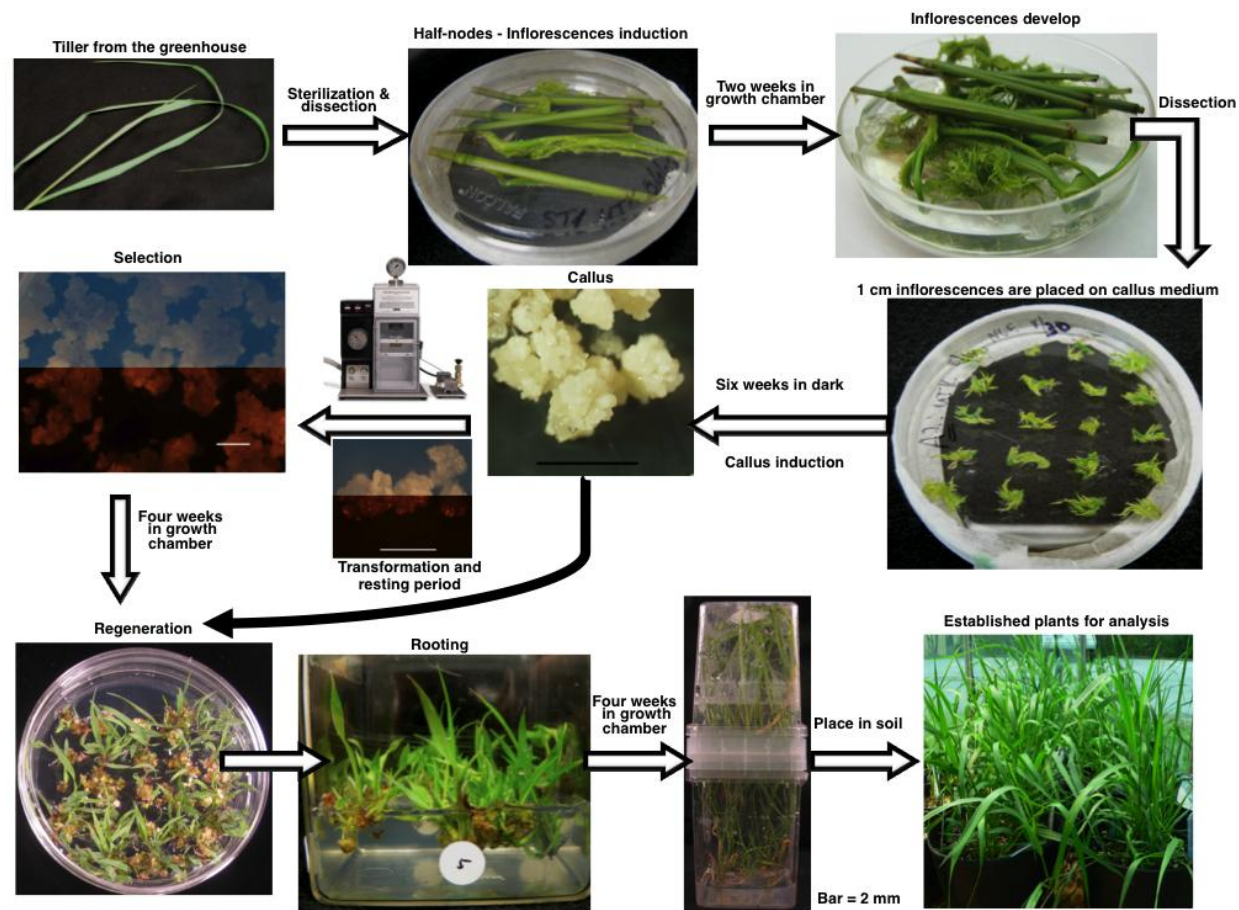 Tiller from the greenhouse
Sterilization &
dissection
Half-nodes - Inflorescences induction
Two weeks in
growth chamber
Inflorescences develop
Dissection
FALCON
1 cm inflorescences are placed on callus medium
30
Six weeks in dark
Callus induction
Callus
Transformation and
resting period
Selection
Four weeks
in growth
chamber
Regeneration
Rooting
5
Four weeks
in growth
chamber
Place in soil
Established plants for analysis
Bar = 2 mm